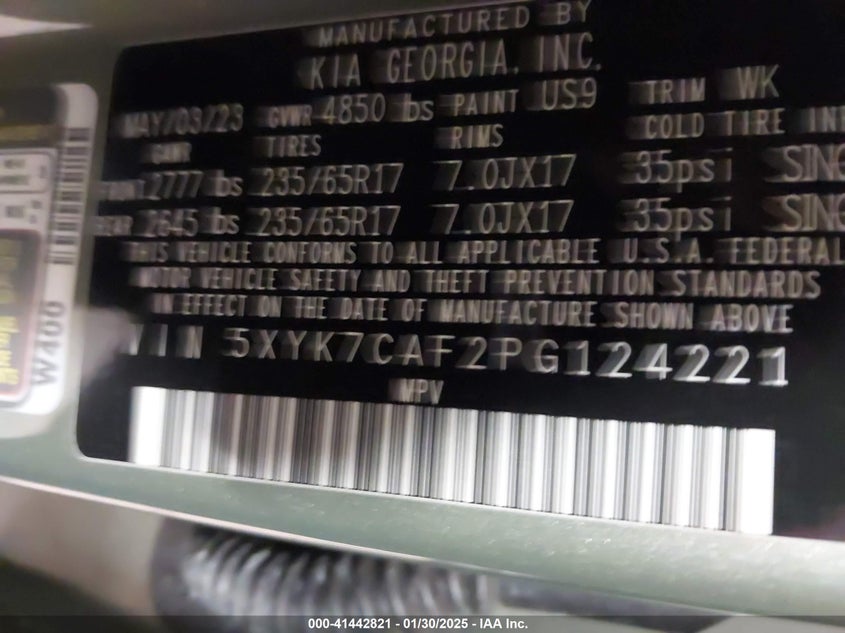 MANUFACTURED BY
KIA GEORGIA, INC.
MAY/03/23 GVWR 4850 lbs PAINT US9 TRIM WK
GAWR TIRES RIMS COLD TIRE
FRONT 2777 lbs 235/65R17 7.0JX17 35psi
REAR 2645 lbs 235/65R17 7.0JX17 35psi
THIS VEHICLE CONFORMS TO ALL APPLICABLE U.S.A. FEDERAL
MOTOR VEHICLE SAFETY AND THEFT PREVENTION STANDARDS
IN EFFECT ON THE DATE OF MANUFACTURE SHOWN ABOVE
VIN 5XYK7CAF2PG124221
MPV
W400
000-41442821 - 01/30/2025 - IAA Inc.